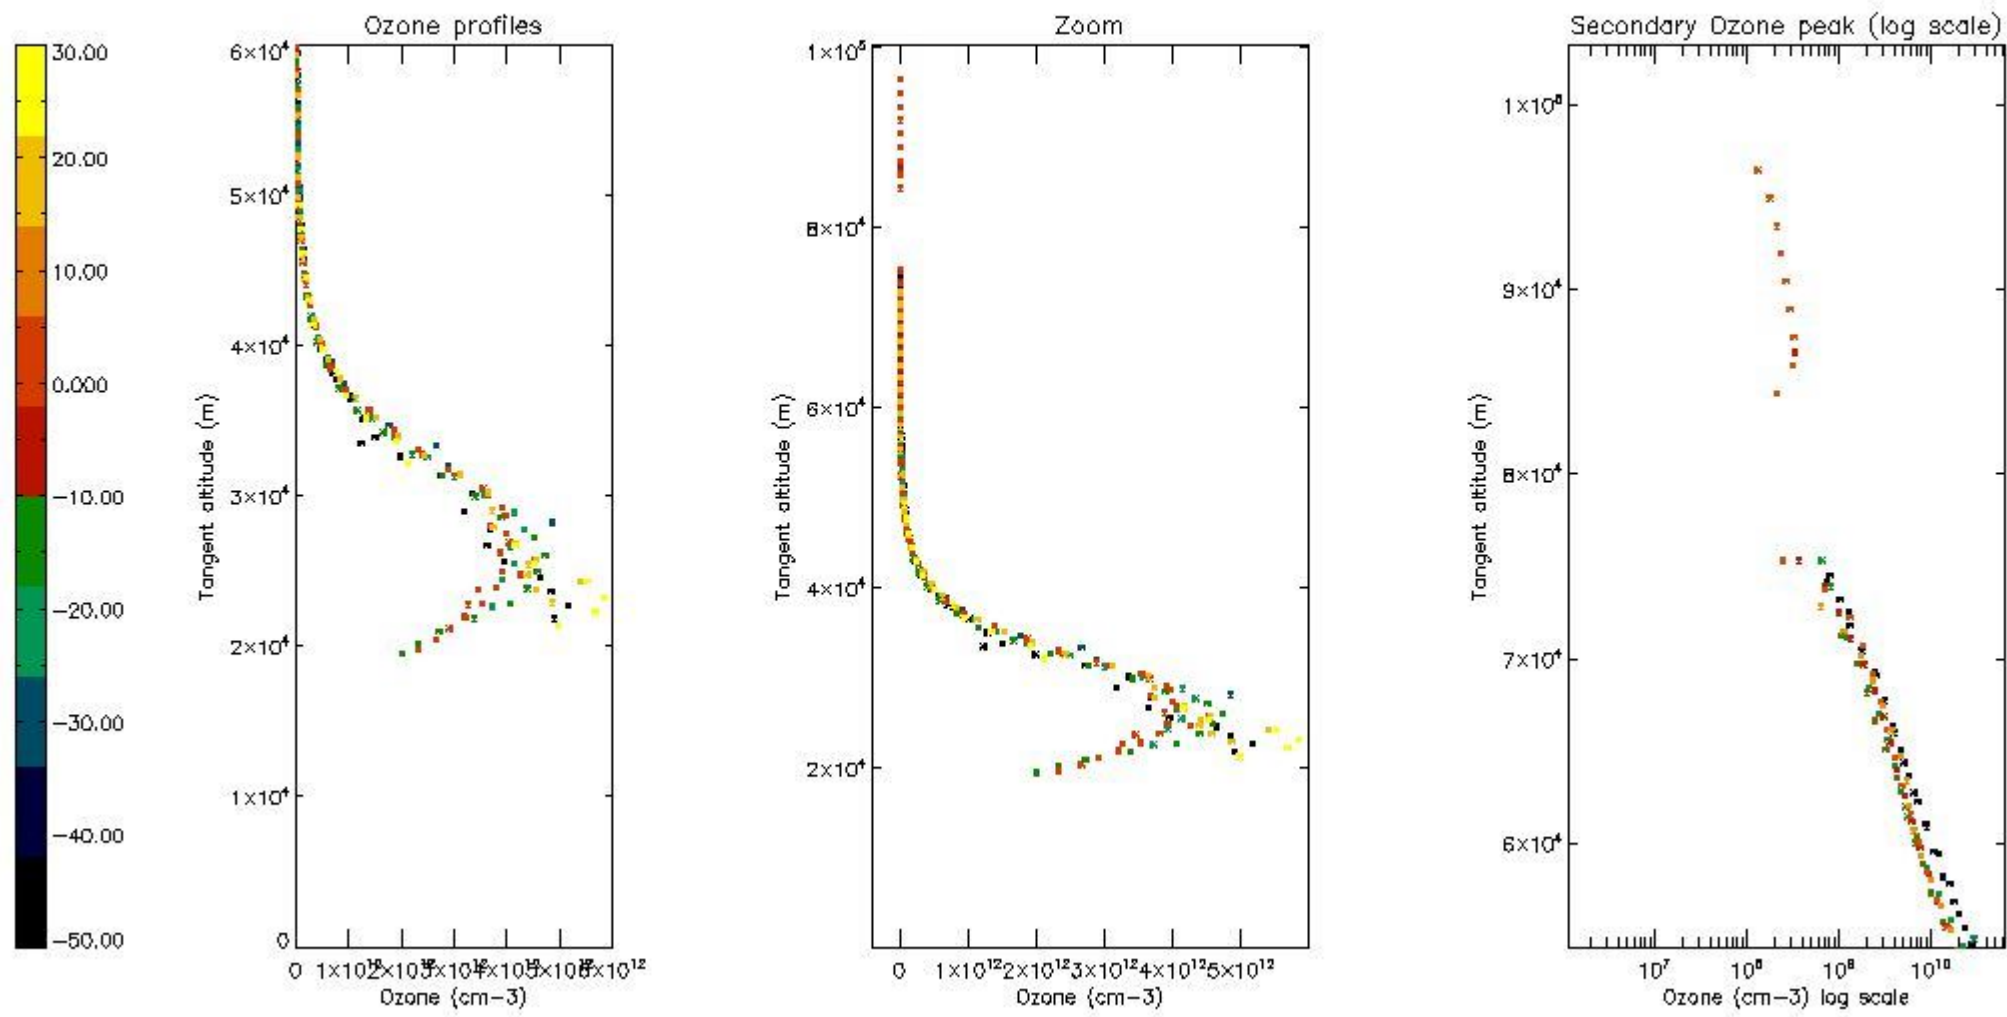 Ozone profiles
Zoom
Secondary Ozone peak (log scale)
30.00
20.00
10.00
0.000
−10.00
−20.00
−30.00
−40.00
−50.00
6×10⁴
5×10⁴
4×10⁴
3×10⁴
2×10⁴
1×10⁴
0
Tangent altitude (m)
0
Ozone (cm−3)
1×10⁵
8×10⁴
6×10⁴
4×10⁴
2×10⁴
Tangent altitude (m)
0 1×10¹² 2×10¹² 3×10¹² 4×10¹² 5×10¹²
Ozone (cm−3)
9×10⁴
8×10⁴
7×10⁴
6×10⁴
Tangent altitude (m)
10⁷ 10⁸ 10⁹ 10¹⁰
Ozone (cm−3) log scale